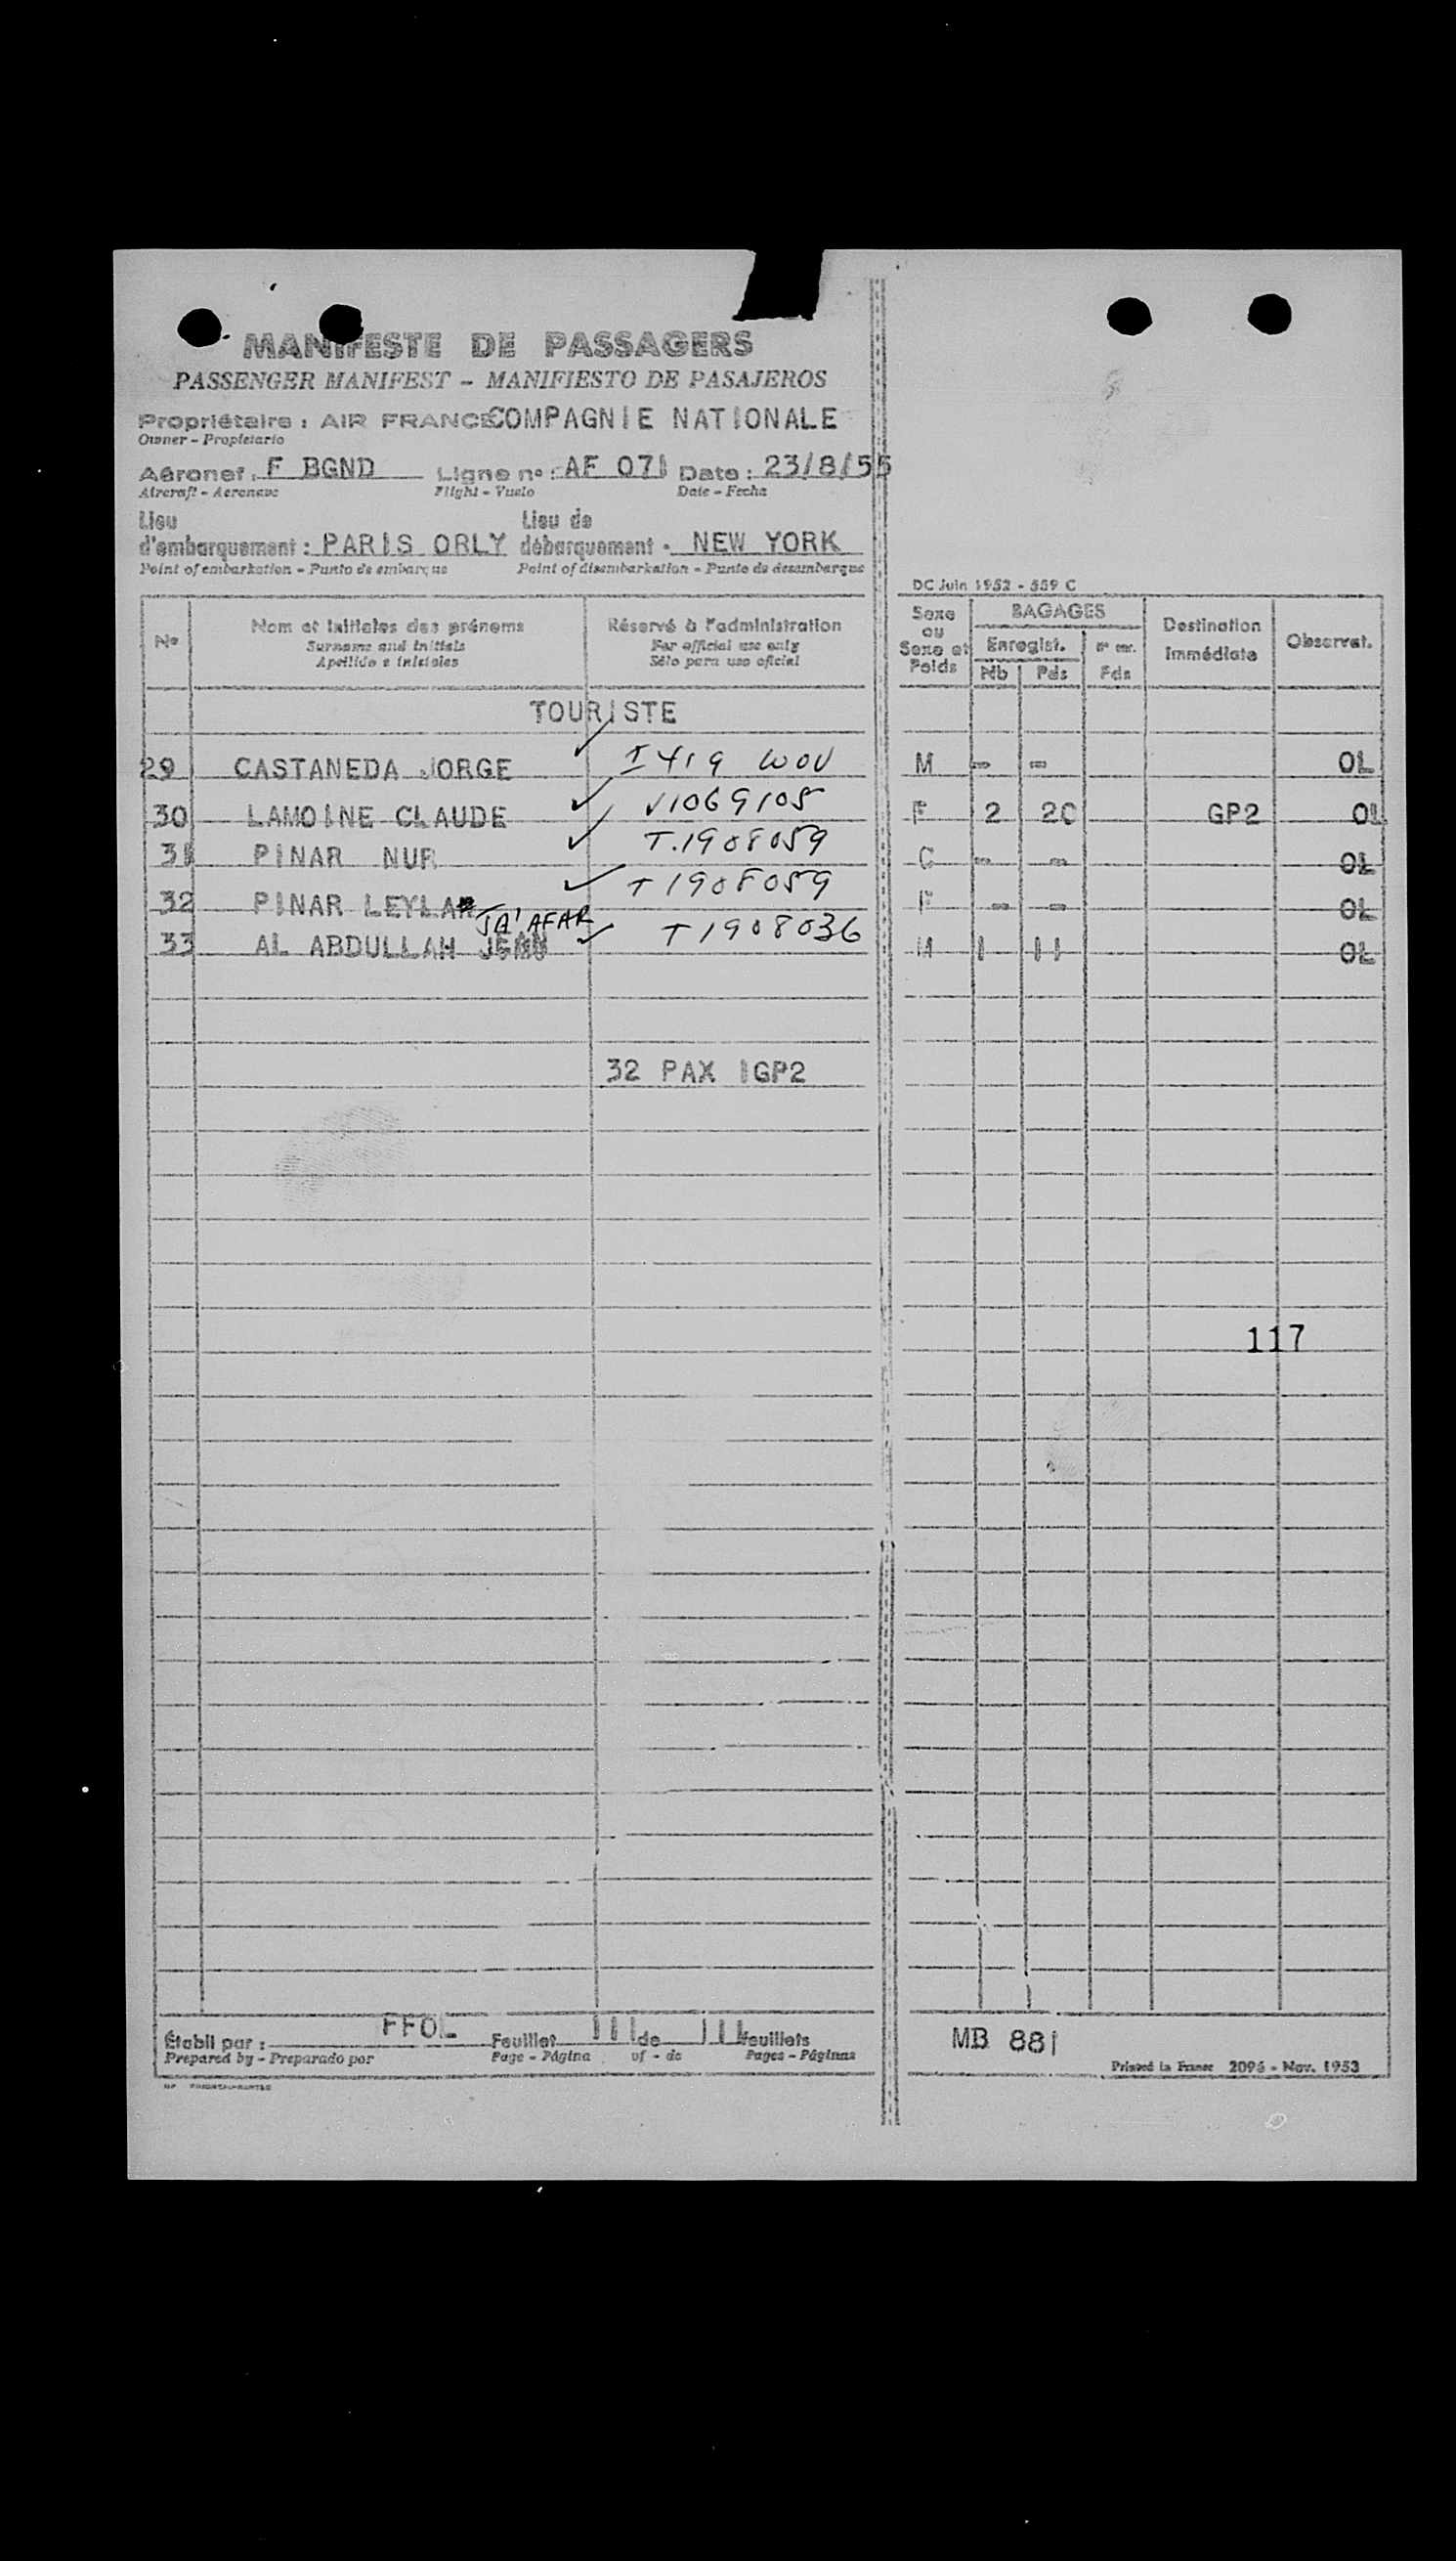 MANIFESTE DE PASSAGERS
PASSENGER MANIFEST - MANIFIESTO DE PASAJEROS
Propriétaire : AIR FRANCE COMPAGNIE NATIONALE
Owner - Propietario
Aéronef : F BGND Ligne no : AF 071 Date : 23/8/55
Aircraft - Aeronave Flight - Vuelo Date - Fecha
Lieu d'embarquement : PARIS ORLY Lieu de débarquement - NEW YORK
Point of embarkation - Punto de embarque Point of disembarkation - Punto de desembarque
DC Juin 1952 - 559 C
No Nom et initiales des prénoms Réservé à l'administration Sexe ou Sexe et Poids BAGAGES Destination Immédiate Observat.
Surname and initials For official use only Enregist.
Apellido e iniciales Sólo para uso oficial Nb Pds Pds
TOURISTE
29 CASTANEDA JORGE I 419 WOV M - - OL
30 LAMOINE CLAUDE V1069105 F 2 20 GP2 OL
31 PINAR NUR T.1908059 C - - OL
32 PINAR LEYLA T1908059 F - - OL
JA'AFAR
33 AL ABDULLAH T1908036 M 1 11 OL
32 PAX 1GP2
117
Établi par : FFOL Feuillet III de III feuillets MB 881
Prepared by - Preparado por Page - Página of - de Pages - Páginas Printed in France 2096 - Nov. 1953